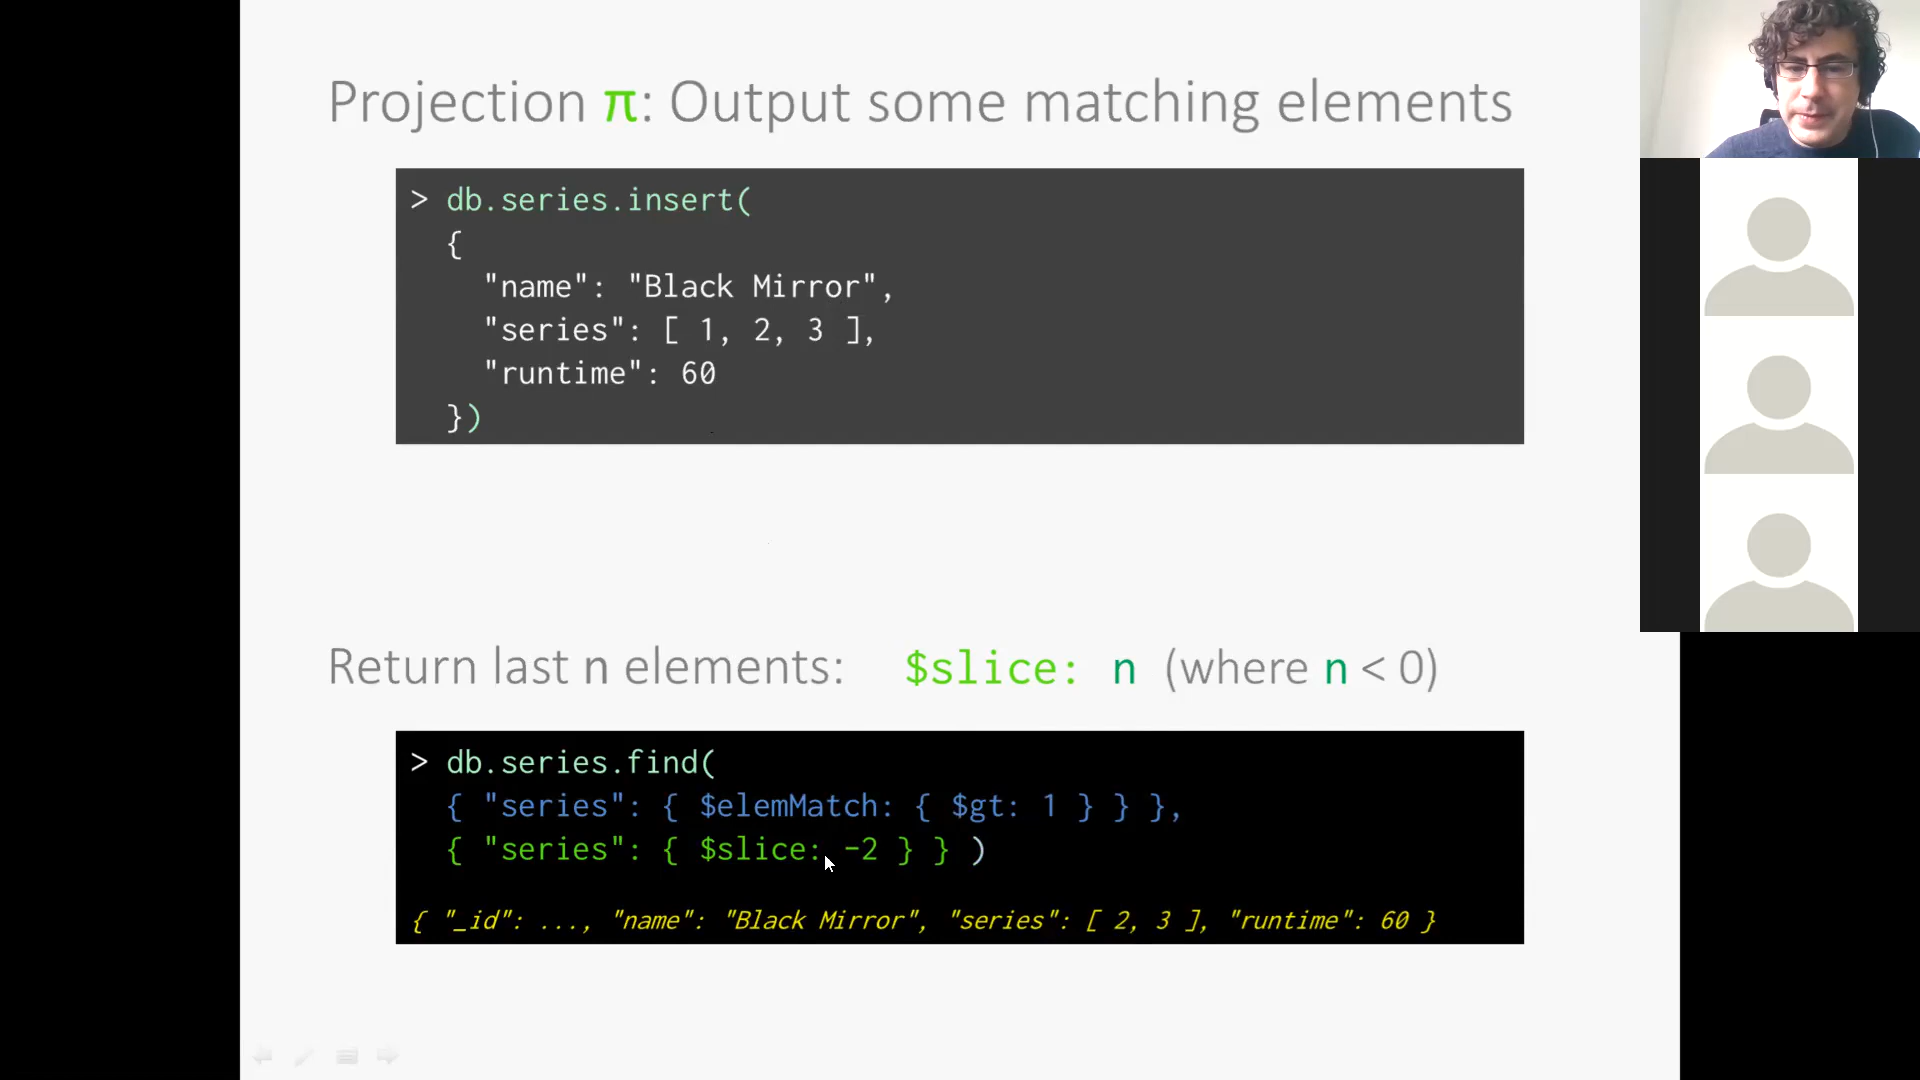 Projection π: Output some matching elements
> db.series.insert(
{
"name": "Black Mirror",
"series": [ 1, 2, 3 ],
"runtime": 60
})
Return last n elements: $slice: n (where n < 0)
> db.series.find(
{ "series": { $elemMatch: { $gt: 1 } } },
{ "series": { $slice: -2 } } )
{ "_id": ..., "name": "Black Mirror", "series": [ 2, 3 ], "runtime": 60 }